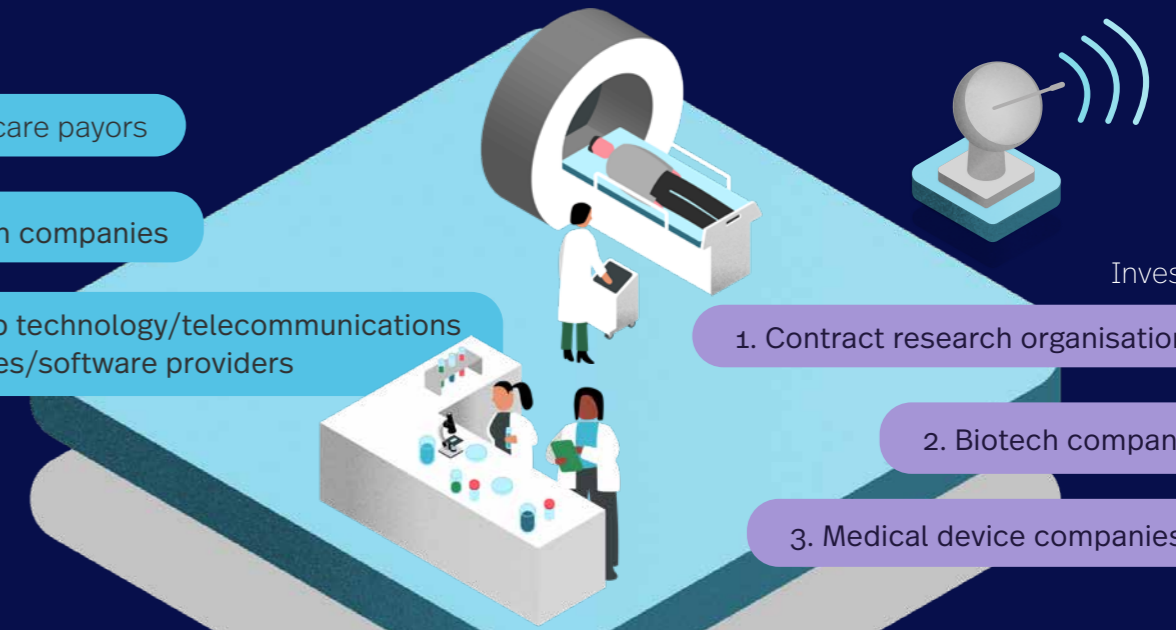 care payors
companies
technology/telecommunications
/software providers
Inves
1. Contract research organisation
2. Biotech compan
3. Medical device companies